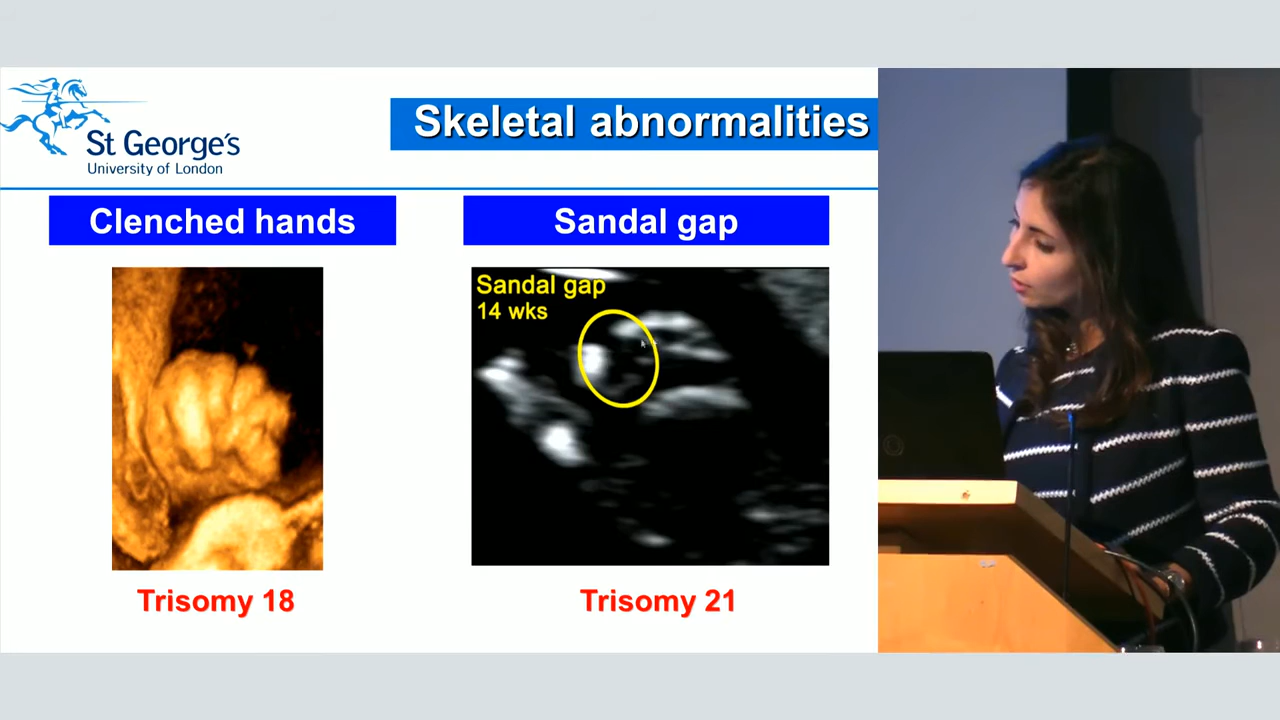 St George's
University of London
Skeletal abnormalities
Clenched hands
Sandal gap
Sandal gap
14 wks
Trisomy 18
Trisomy 21